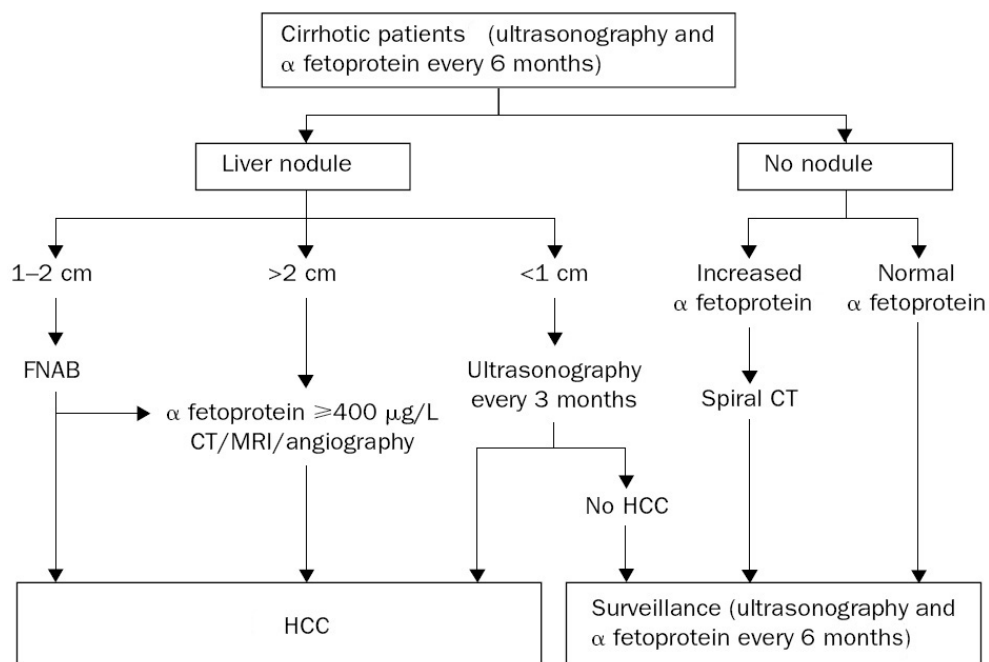 Cirrhotic patients (ultrasonography and
α fetoprotein every 6 months)
Liver nodule
No nodule
1–2 cm
>2 cm
<1 cm
Increased
α fetoprotein
Normal
α fetoprotein
FNAB
α fetoprotein ⩾400 μg/L
CT/MRI/angiography
Ultrasonography
every 3 months
Spiral CT
No HCC
HCC
Surveillance (ultrasonography and
α fetoprotein every 6 months)